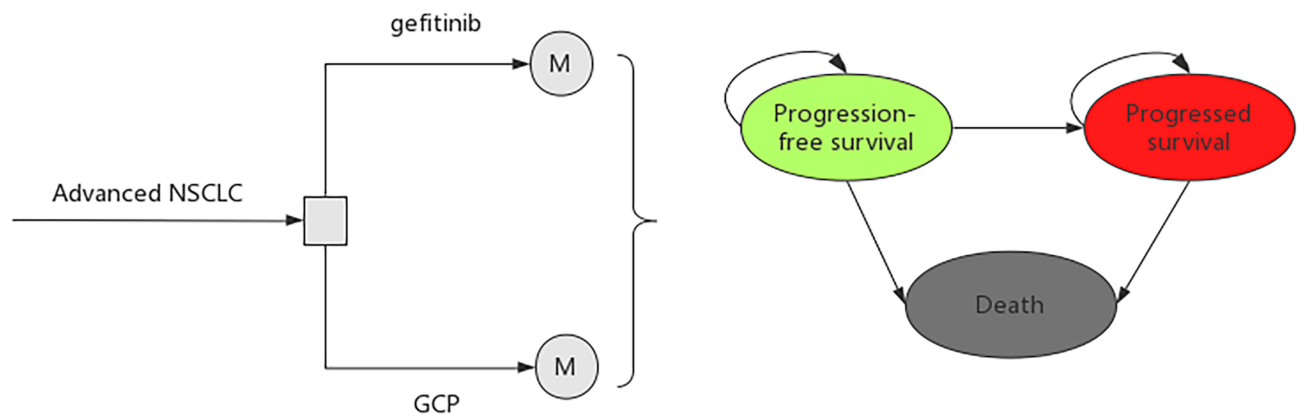 gefitinib
M
Advanced NSCLC
M
GCP
Progression-
free survival
Progressed
survival
Death